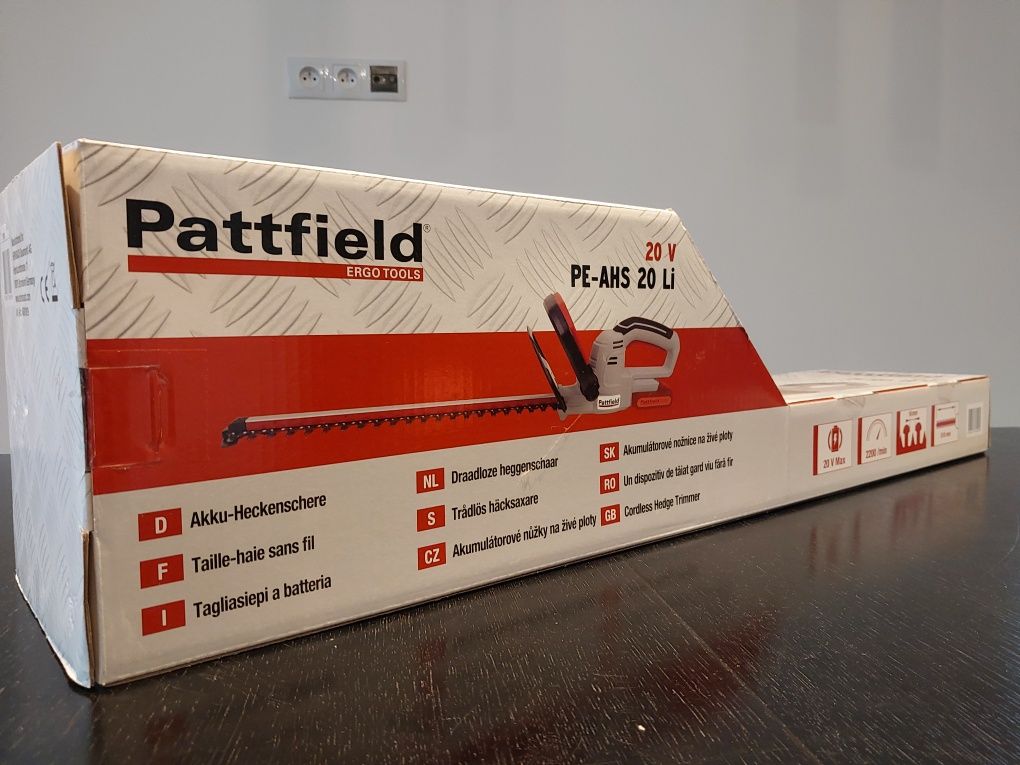 Pattfield®
ERGO TOOLS
20 V
PE-AHS 20 Li
Pattfield
D Akku-Heckenschere
F Taille-haie sans fil
I Tagliasiepi a batteria
NL Draadloze heggenschaar
S Trådlös häcksaxare
CZ Akumulátorové nůžky na živé ploty
SK Akumulátorové nožnice na živé ploty
RO Un dispozitiv de tăiat gard viu fără fir
GB Cordless Hedge Trimmer
20 V Max
2200 /min
CE